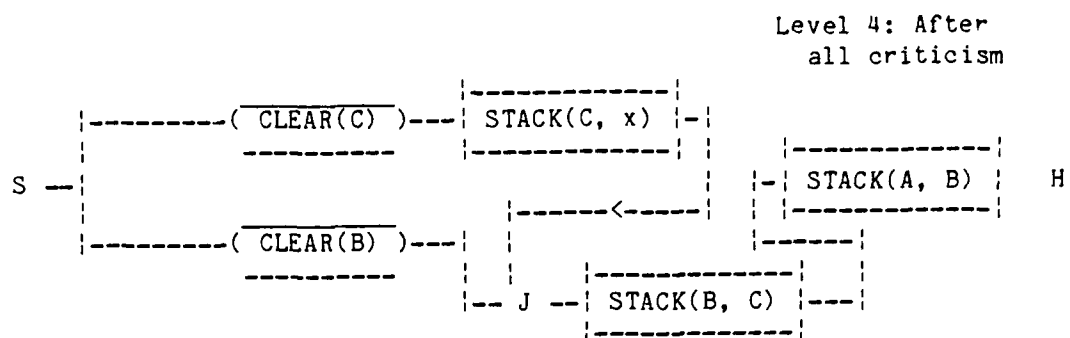 Level 4: After
all criticism
CLEAR(C) STACK(C, x)
S STACK(A, B) H
<
CLEAR(B)
J STACK(B, C)